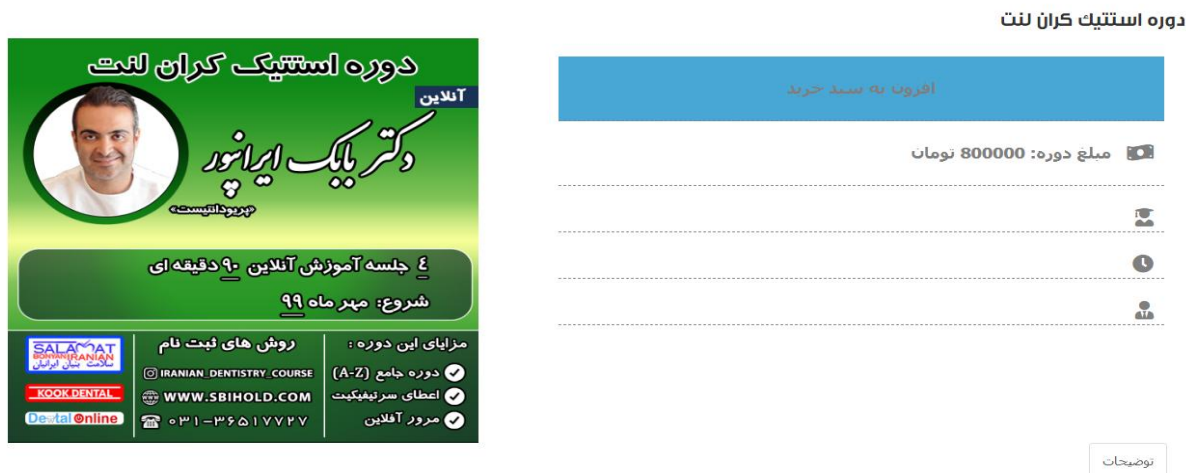 دوره استتیک کران لنت
افزون به سبد خرید
مبلغ دوره: 800000 تومان
توضیحات
دوره استتیک کران لنت
آنلاین
دکتر بابک ایرانپور
«پریودانتیست»
۴ جلسه آموزش آنلاین ۹۰ دقیقه ای
شروع: مهر ماه ۹۹
مزایای این دوره :
دوره جامع (A-Z)
اعطای سرتیفیکیت
مرور آفلاین
روش های ثبت نام
IRANIAN_DENTISTRY_COURSE
WWW.SBIHOLD.COM
۰۳۱-۳۶۵۱۷۷۲۷
SALAMAT
BONYAN IRANIAN
سلامت بنیان ایرانیان
KOOK.DENTAL
Dental Online